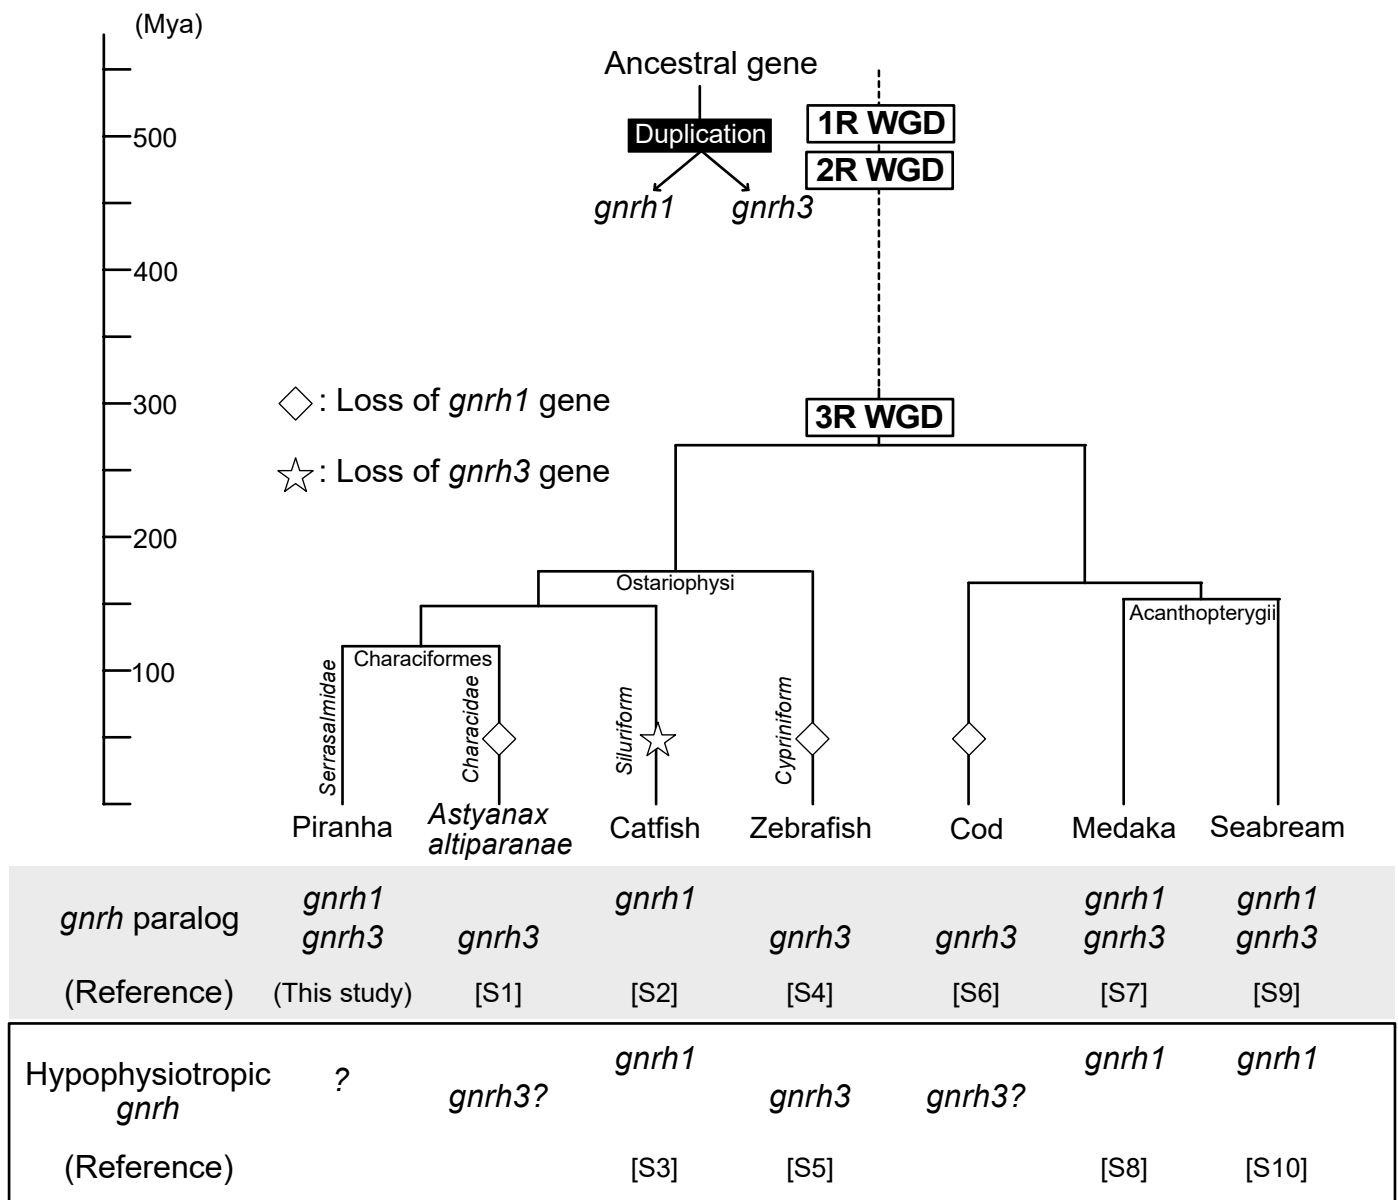 (Mya)
Ancestral gene
Duplication
gnrh1 gnrh3
1R WGD
2R WGD
3R WGD
500
400
300
200
100
: Loss of gnrh1 gene
: Loss of gnrh3 gene
Ostariophysi
Acanthopterygii
Characiformes
Serrasalmidae
Characidae
Siluriform
Cypriniform
Piranha
Astyanax
altiparanae
Catfish
Zebrafish
Cod
Medaka
Seabream
gnrh paralog
gnrh1 gnrh1 gnrh1 gnrh1
gnrh3 gnrh3 gnrh3 gnrh3 gnrh3 gnrh3
(Reference) (This study) [S1] [S2] [S4] [S6] [S7] [S9]
Hypophysiotropic
gnrh
? gnrh1 gnrh1 gnrh1
gnrh3? gnrh3 gnrh3?
(Reference) [S3] [S5] [S8] [S10]